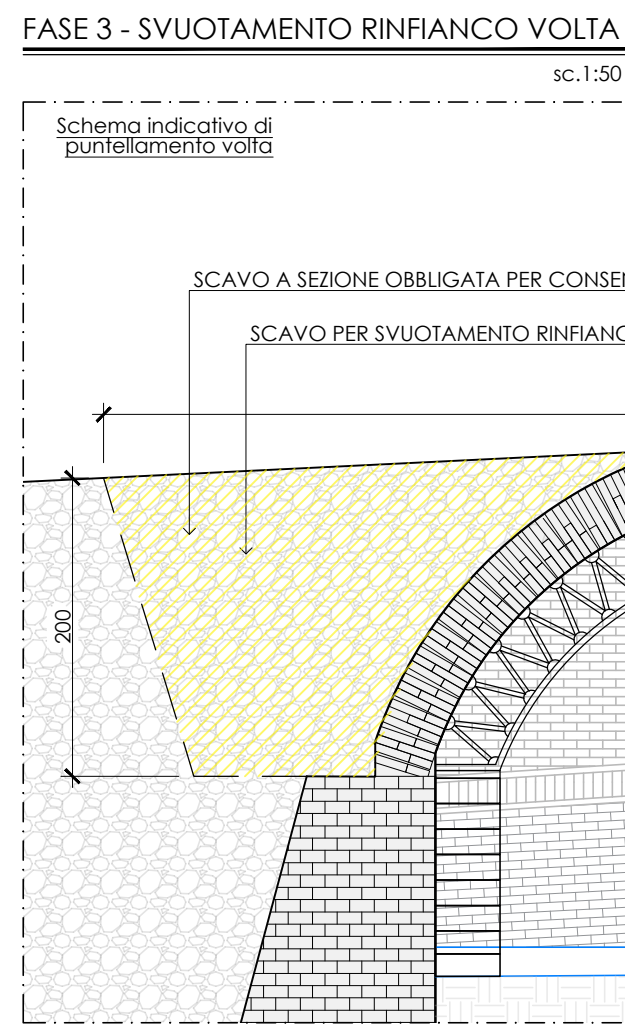 FASE 3 - SVUOTAMENTO RINFIANCO VOLTA
sc.1:50
Schema indicativo di
puntellamento volta
SCAVO A SEZIONE OBBLIGATA PER CONSEN
SCAVO PER SVUOTAMENTO RINFIANC
200